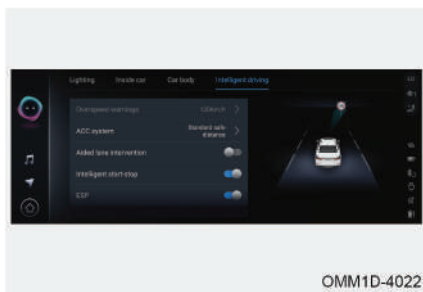 Lighting Inside car Car body Intelligent driving
Overspeed warnings
ACC system Standard safe
distance
Aided lane intervention
Intelligent start-stop
ESP
OMM1D-4022